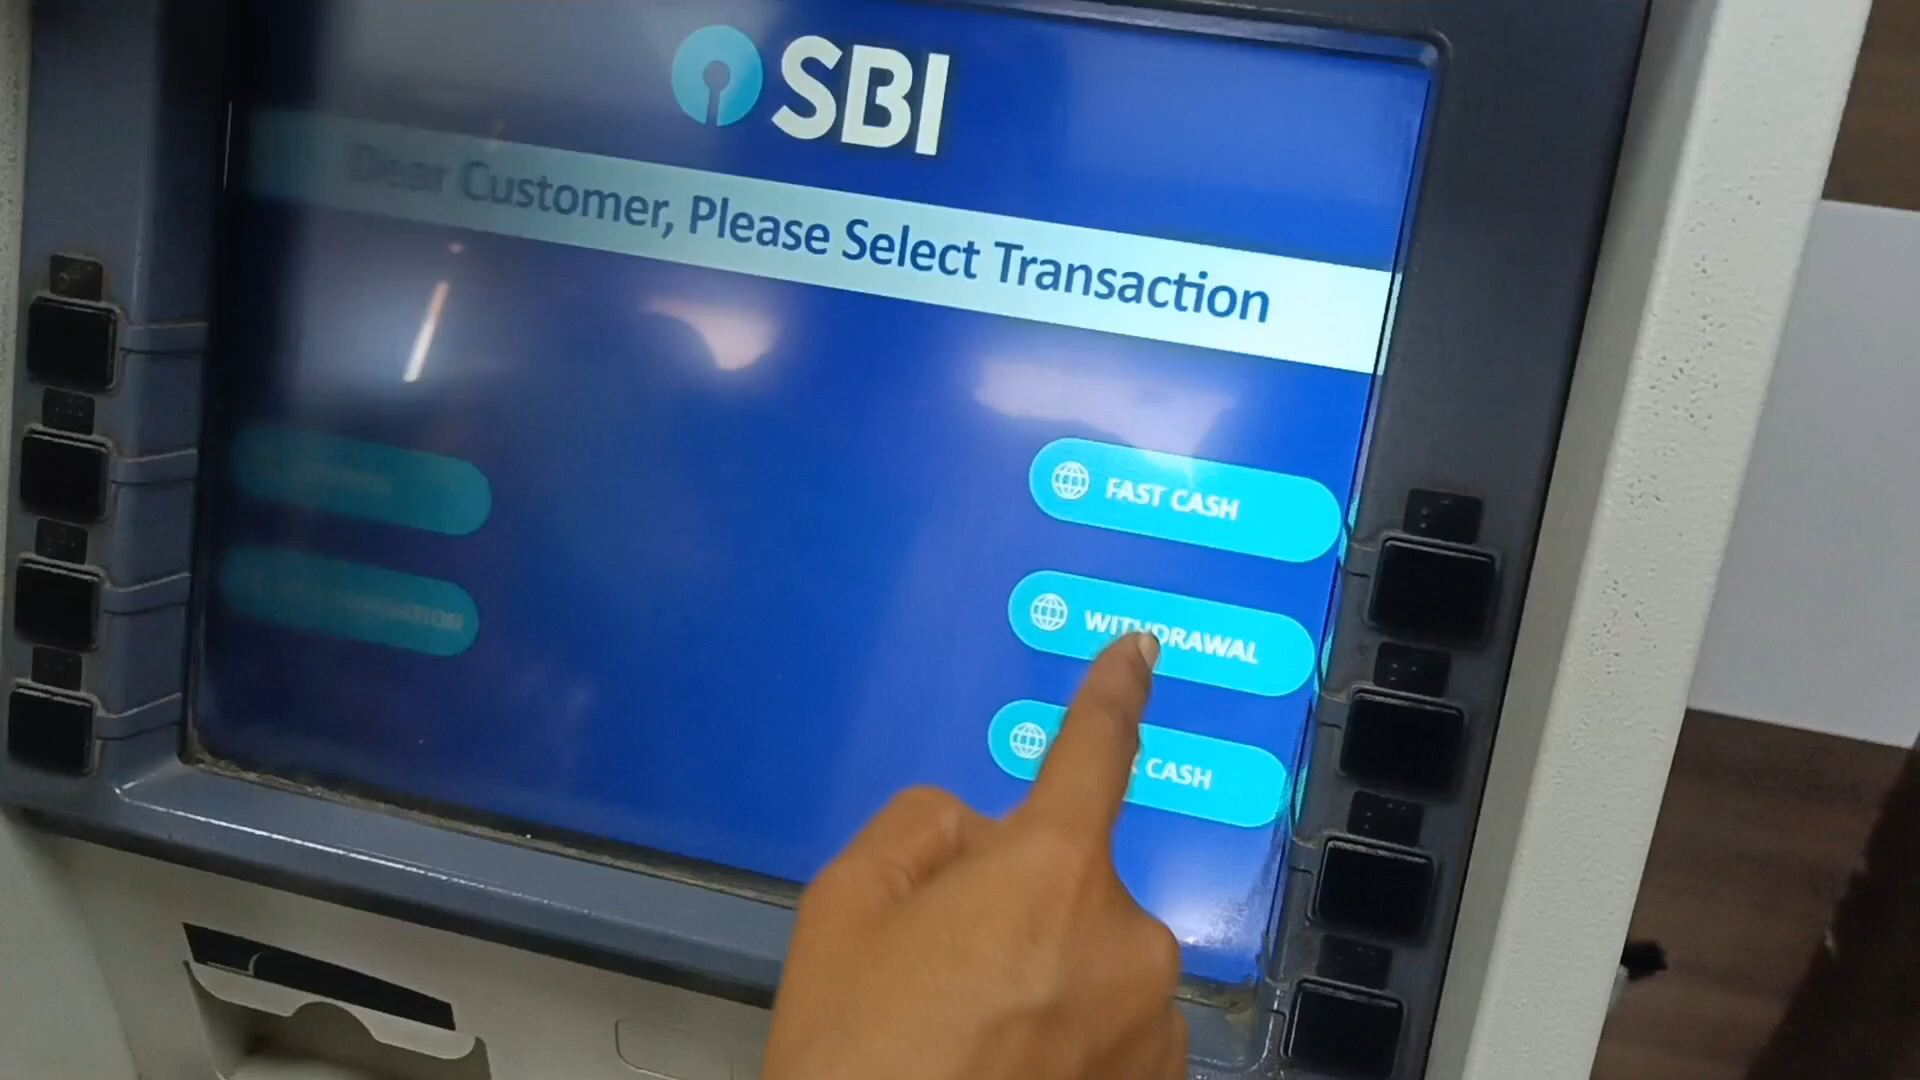 SBI
Dear Customer, Please Select Transaction
FAST CASH
WITHDRAWAL
CASH